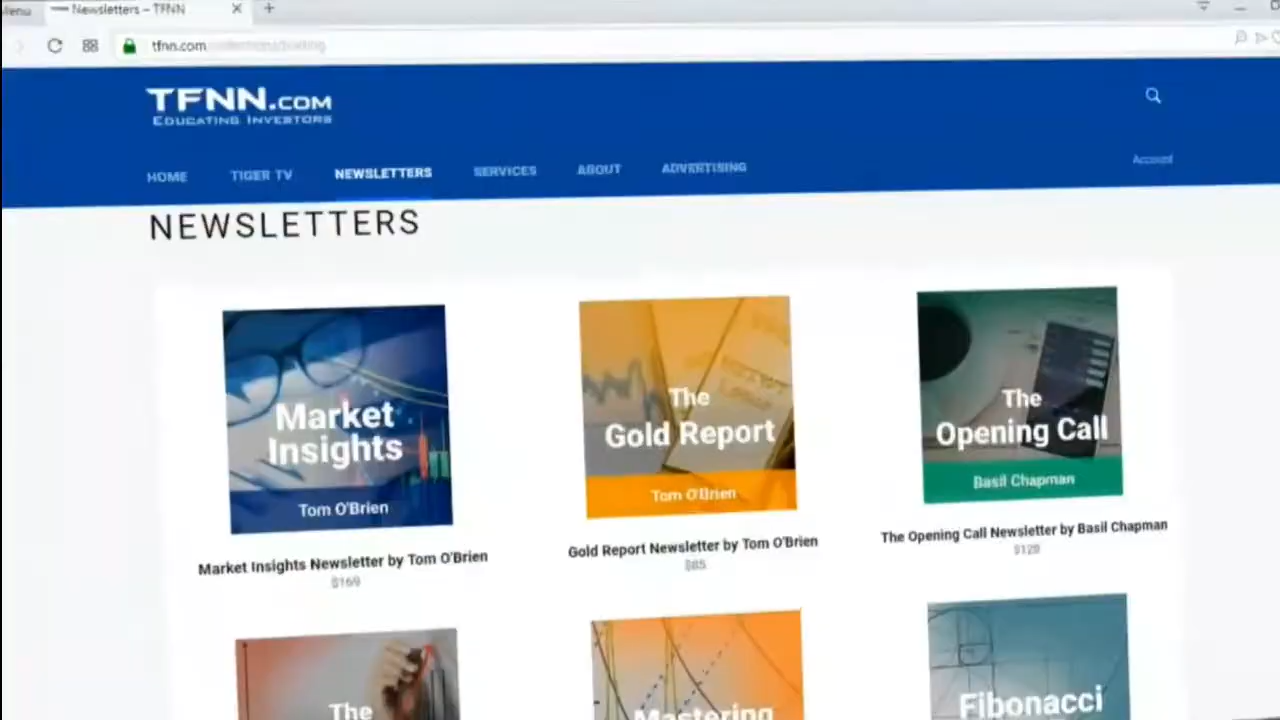 Menu
Newsletters – TFNN
tfnn.com
TFNN.COM
EDUCATING INVESTORS
Account
HOME TIGER TV NEWSLETTERS SERVICES ABOUT ADVERTISING
NEWSLETTERS
Market
Insights
Tom O'Brien
The
Gold Report
Tom O'Brien
The
Opening Call
Basil Chapman
Market Insights Newsletter by Tom O'Brien
$169
Gold Report Newsletter by Tom O'Brien
The Opening Call Newsletter by Basil Chapman
The
Mastering
Fibonacci